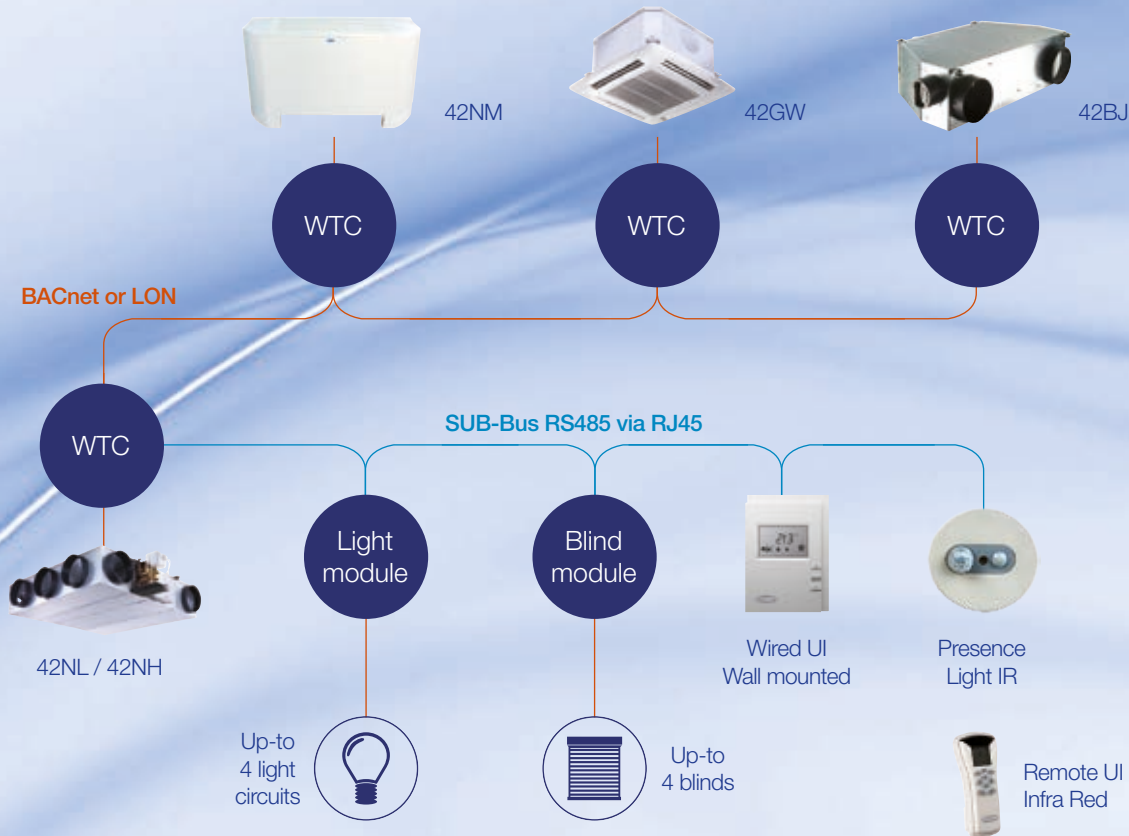 42NM
42GW
42BJ
WTC
WTC
WTC
BACnet or LON
WTC
SUB-Bus RS485 via RJ45
Light
module
Blind
module
42NL / 42NH
Wired UI
Wall mounted
Presence
Light IR
Up-to
4 light
circuits
Up-to
4 blinds
Remote UI
Infra Red